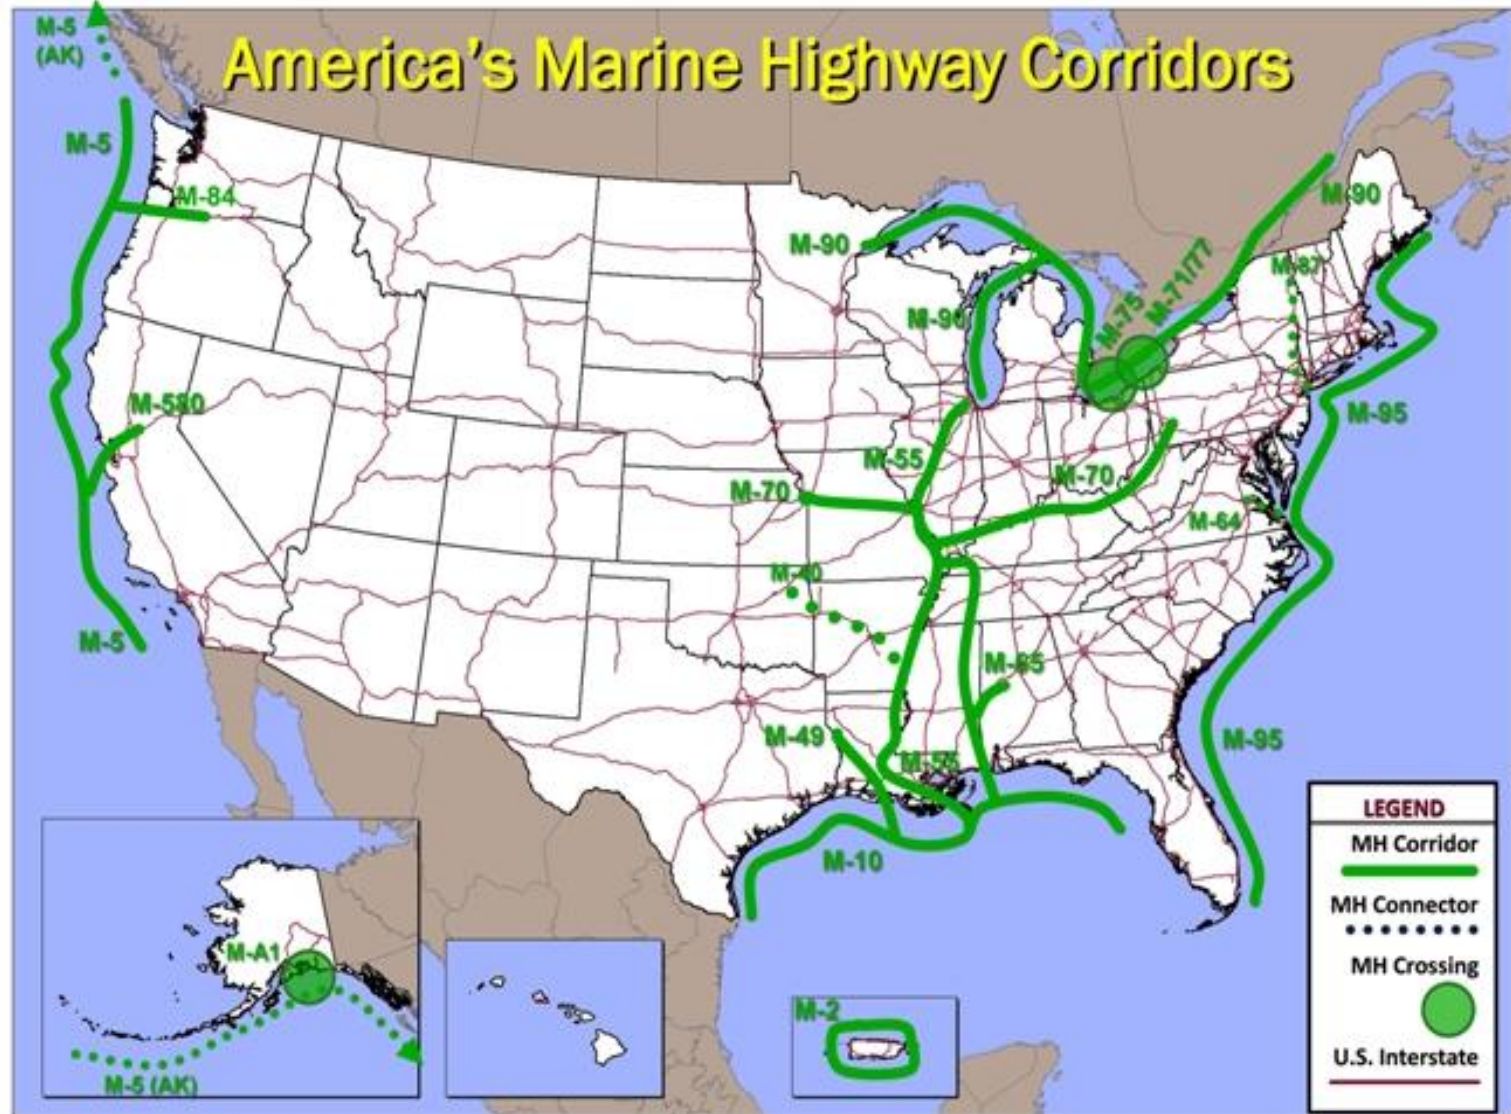 America's Marine Highway Corridors
M-5
(AK)
M-5
M-84
M-90
M-90
M-90
M-75
M-71/77
M-87
M-580
M-95
M-55
M-70
M-70
M-64
M-40
M-5
M-65
M-49
M-55
M-95
M-10
M-A1
M-5 (AK)
M-2
LEGEND
MH Corridor
MH Connector
MH Crossing
U.S. Interstate